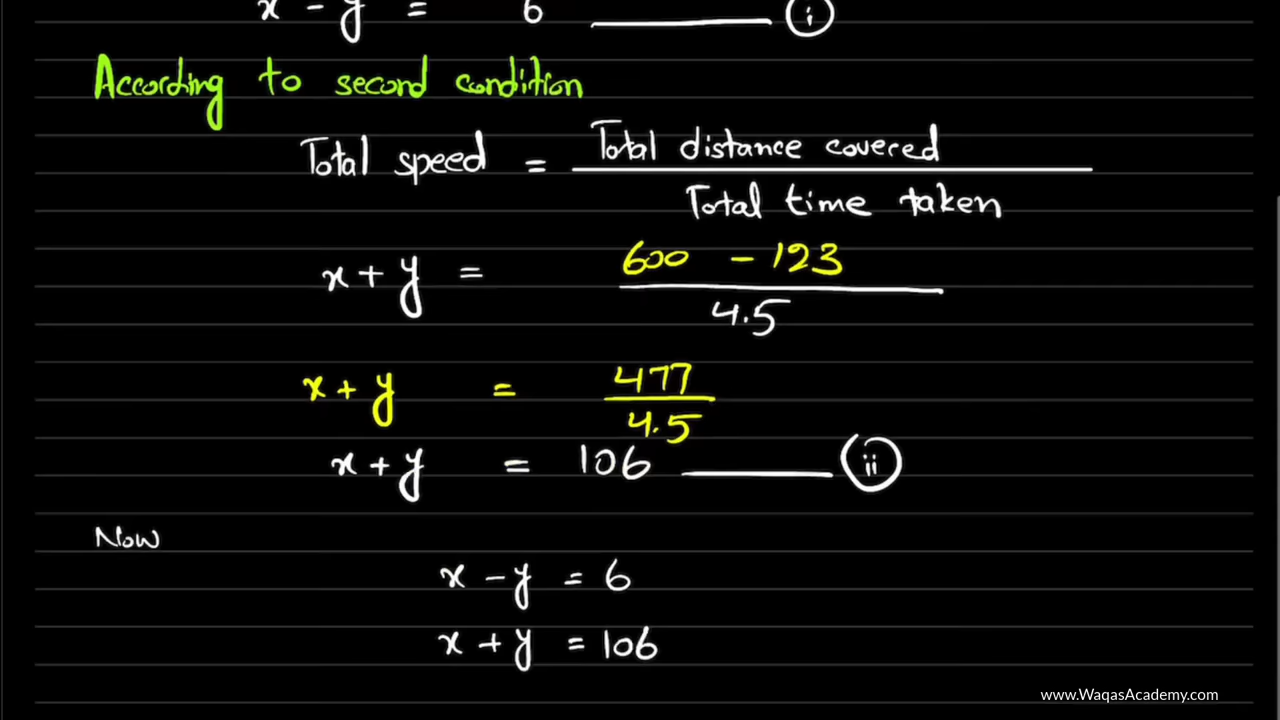 x - y = 6 ——— (i)
According to second condition
Total speed = Total distance covered
Total time taken
x + y = 600 - 123
4.5
x + y = 477
4.5
x + y = 106 ——— (ii)
Now
x - y = 6
x + y = 106
www.WaqasAcademy.com